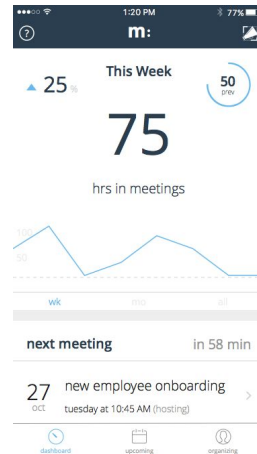 1:20 PM 77%
?
m:
This Week
25 %
50
prev
75
hrs in meetings
100
50
wk mo all
next meeting in 58 min
27
oct
new employee onboarding
tuesday at 10:45 AM (hosting)
dashboard upcoming organizing